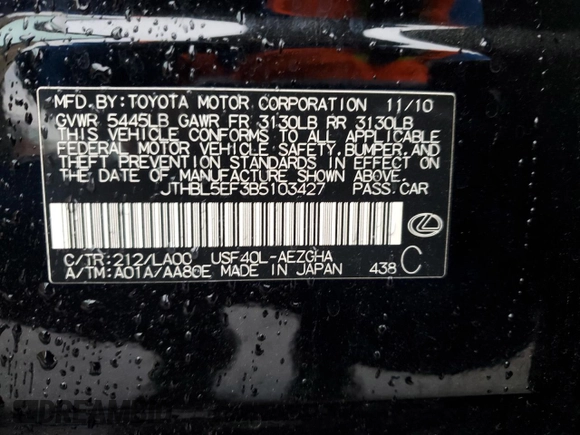 MFD. BY: TOYOTA MOTOR CORPORATION 11/10
GVWR 5445LB GAWR FR 3130LB RR 3130LB
THIS VEHICLE CONFORMS TO ALL APPLICABLE
FEDERAL MOTOR VEHICLE SAFETY, BUMPER, AND
THEFT PREVENTION STANDARDS IN EFFECT ON
THE DATE OF MANUFACTURE SHOWN ABOVE.
JTHBL5EF3B5103427 PASS. CAR
C/TR: 212/LA00 USF40L-AEZGHA
A/TM: A01A/AA80E MADE IN JAPAN 438 C